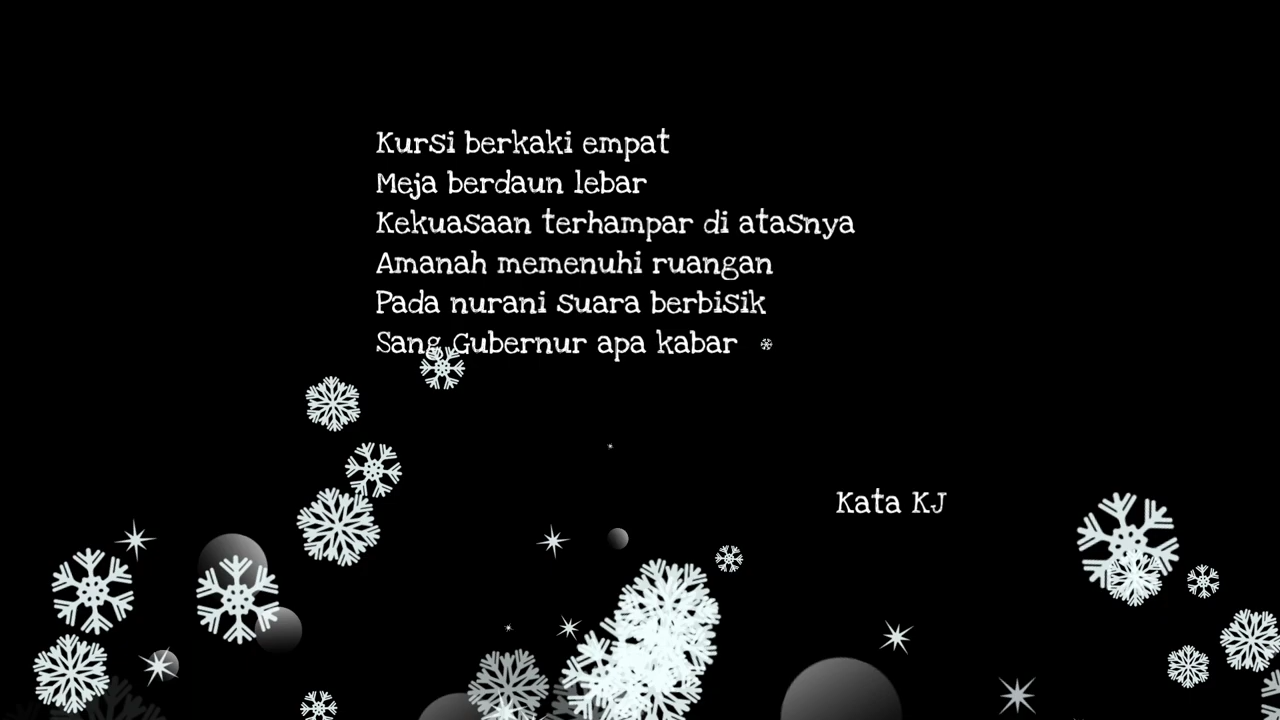 Kursi berkaki empat
Meja berdaun lebar
Kekuasaan terhampar di atasnya
Amanah memenuhi ruangan
Pada nurani suara berbisik
Sang Gubernur apa kabar
Kata KJ